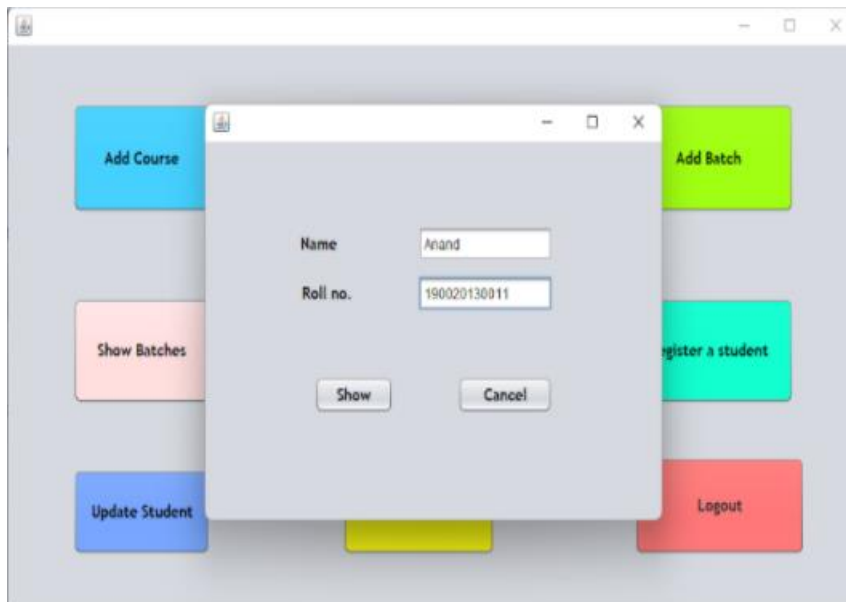 Add Course
Add Batch
Name Anand
Roll no. 190020130011
Show Batches
egister a student
Show Cancel
Update Student
Logout